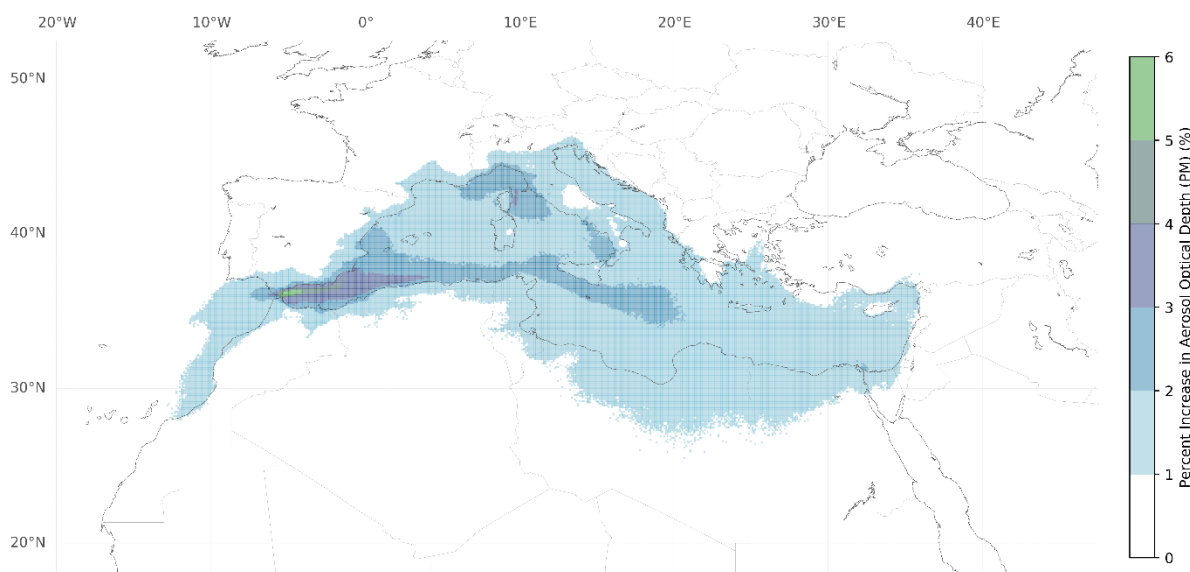 20°W 10°W 0° 10°E 20°E 30°E 40°E
50°N
40°N
30°N
20°N
6
5
4
3
2
1
0
Percent Increase in Aerosol Optical Depth (PM) (%)